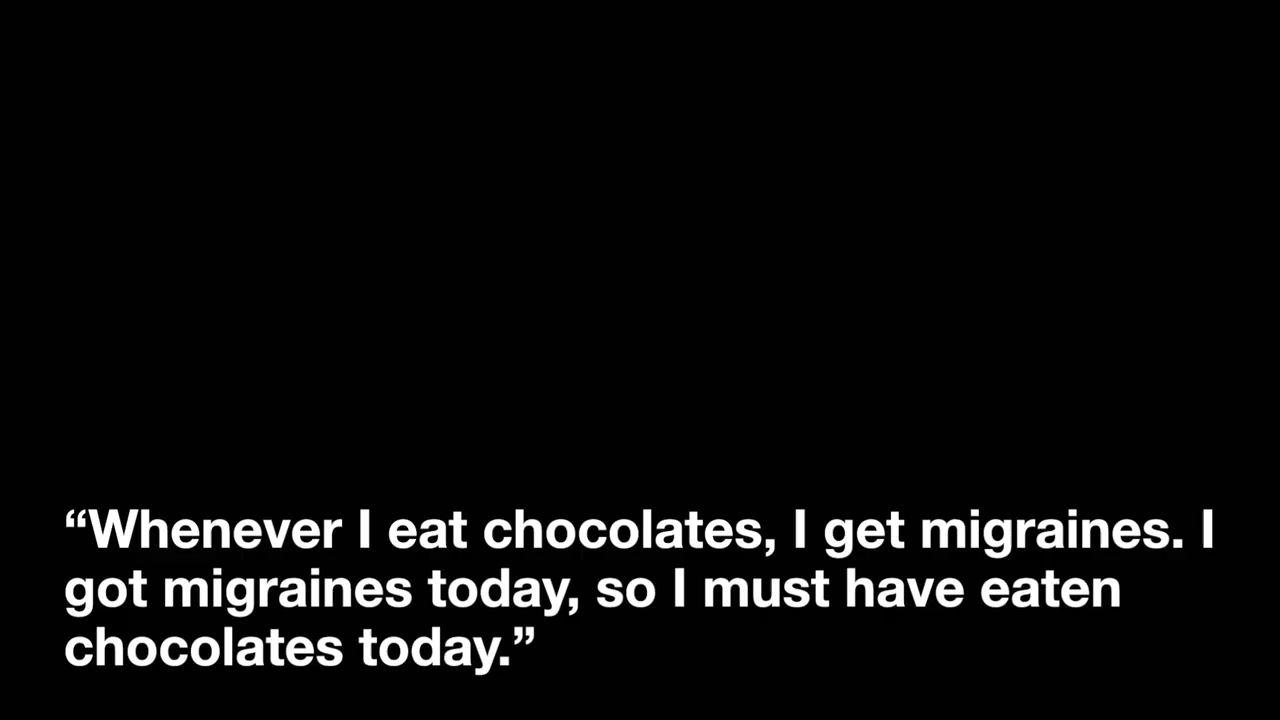 “Whenever I eat chocolates, I get migraines. I
got migraines today, so I must have eaten
chocolates today.”